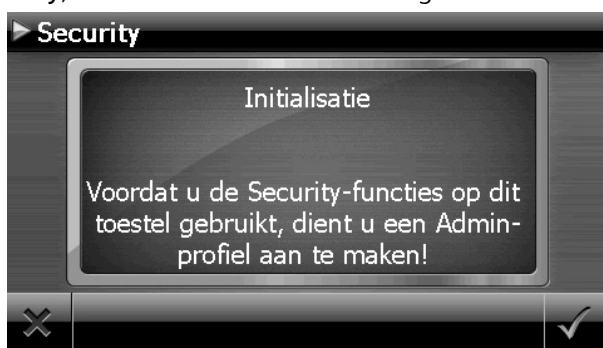 Security
Initialisatie
Voordat u de Security-functies op dit
toestel gebruikt, dient u een Admin-
profiel aan te maken!